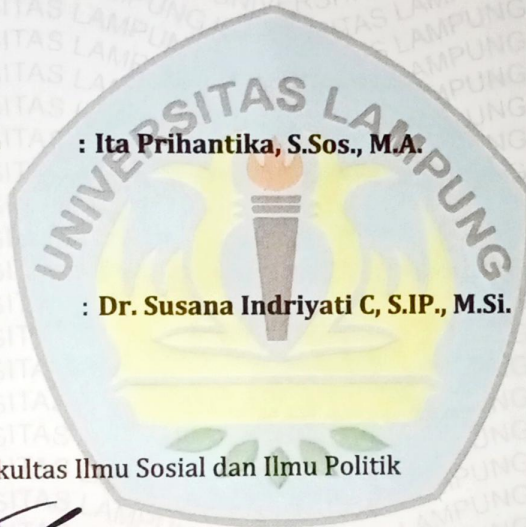 UNIVERSITAS LAMPUNG
: Ita Prihantika, S.Sos., M.A.
: Dr. Susana Indriyati C, S.IP., M.Si.
kultas Ilmu Sosial dan Ilmu Politik